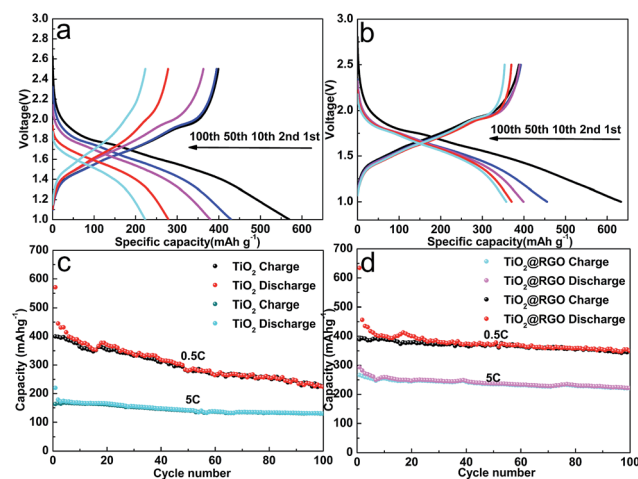 a
3.0
2.8
2.6
2.4
2.2
2.0
1.8
1.6
1.4
1.2
1.0
Voltage(V)
100th 50th 10th 2nd 1st
0 100 200 300 400 500 600
Specific capacity(mAh g⁻¹)
b
2.5
2.0
1.5
1.0
Voltage(V)
100th 50th 10th 2nd 1st
0 100 200 300 400 500 600
Specific capacity(mAh g⁻¹)
c
700
600
500
400
300
200
100
0
Capacity (mAhg⁻¹)
TiO₂ Charge
TiO₂ Discharge
TiO₂ Charge
TiO₂ Discharge
0.5C
5C
0 20 40 60 80 100
Cycle number
d
700
600
500
400
300
200
100
0
Capacity (mAhg⁻¹)
TiO₂@RGO Charge
TiO₂@RGO Discharge
TiO₂@RGO Charge
TiO₂@RGO Discharge
0.5C
5C
0 20 40 60 80 100
Cycle number